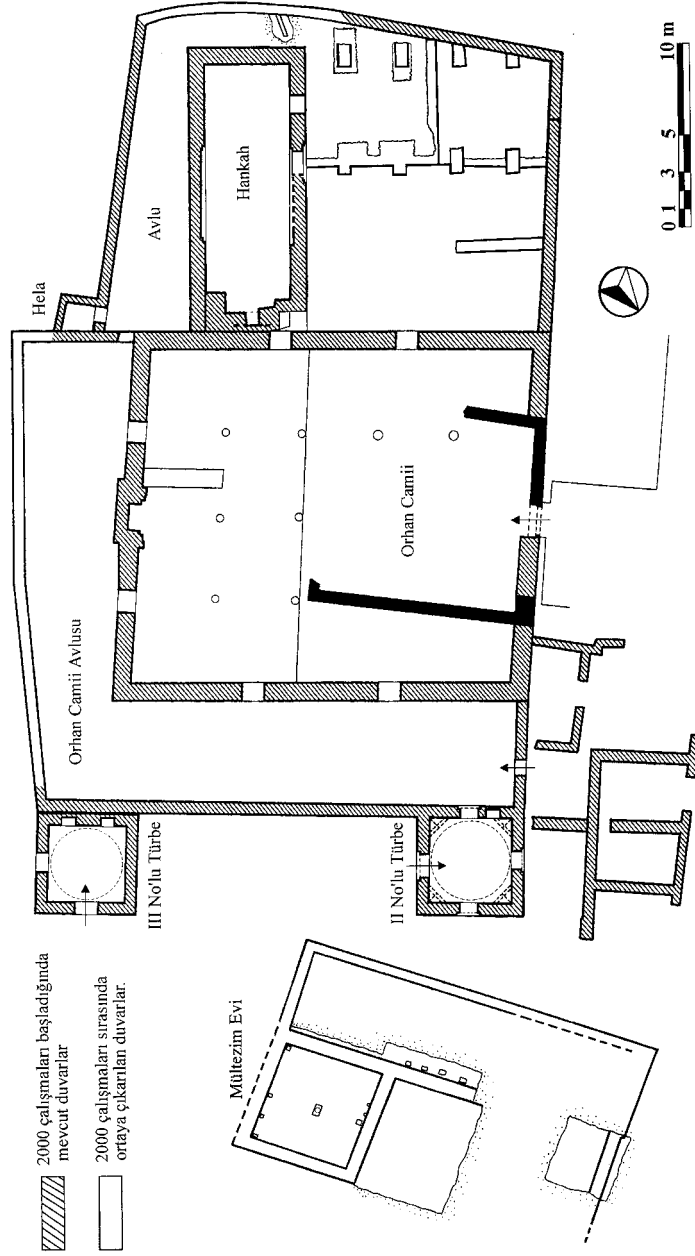 2000 çalışmaları başladığında
mevcut duvarlar
2000 çalışmaları sırasında
ortaya çıkarılan duvarlar.
III No'lu Türbe
II No'lu Türbe
Mültezim Evi
Orhan Camii Avlusu
Orhan Camii
Hela
Avlu
Hankah
0 1 3 5 10 m